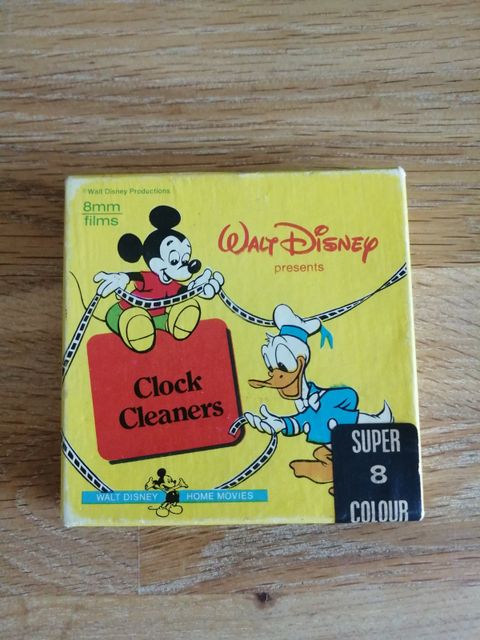 ©Walt Disney Productions
8mm
films
WALT DISNEY
presents
Clock
Cleaners
SUPER
8
COLOUR
WALT DISNEY HOME MOVIES